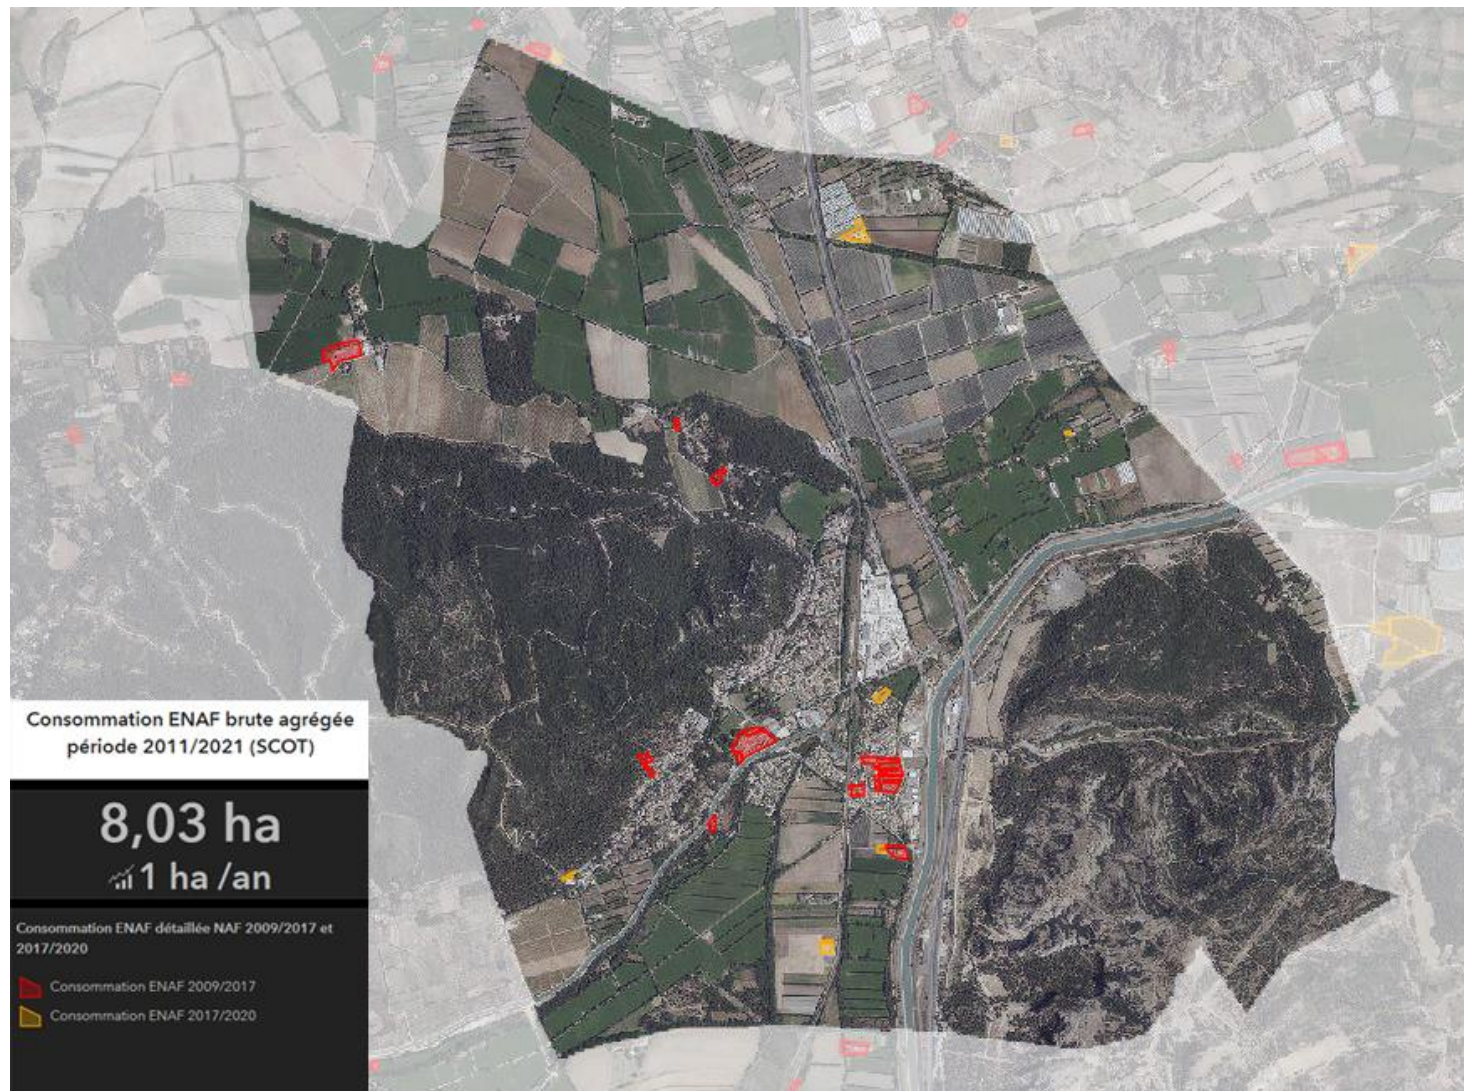 Consommation ENAF brute agrégée
période 2011/2021 (SCOT)
8,03 ha
1 ha /an
Consommation ENAF détaillée NAF 2009/2017 et
2017/2020
Consommation ENAF 2009/2017
Consommation ENAF 2017/2020